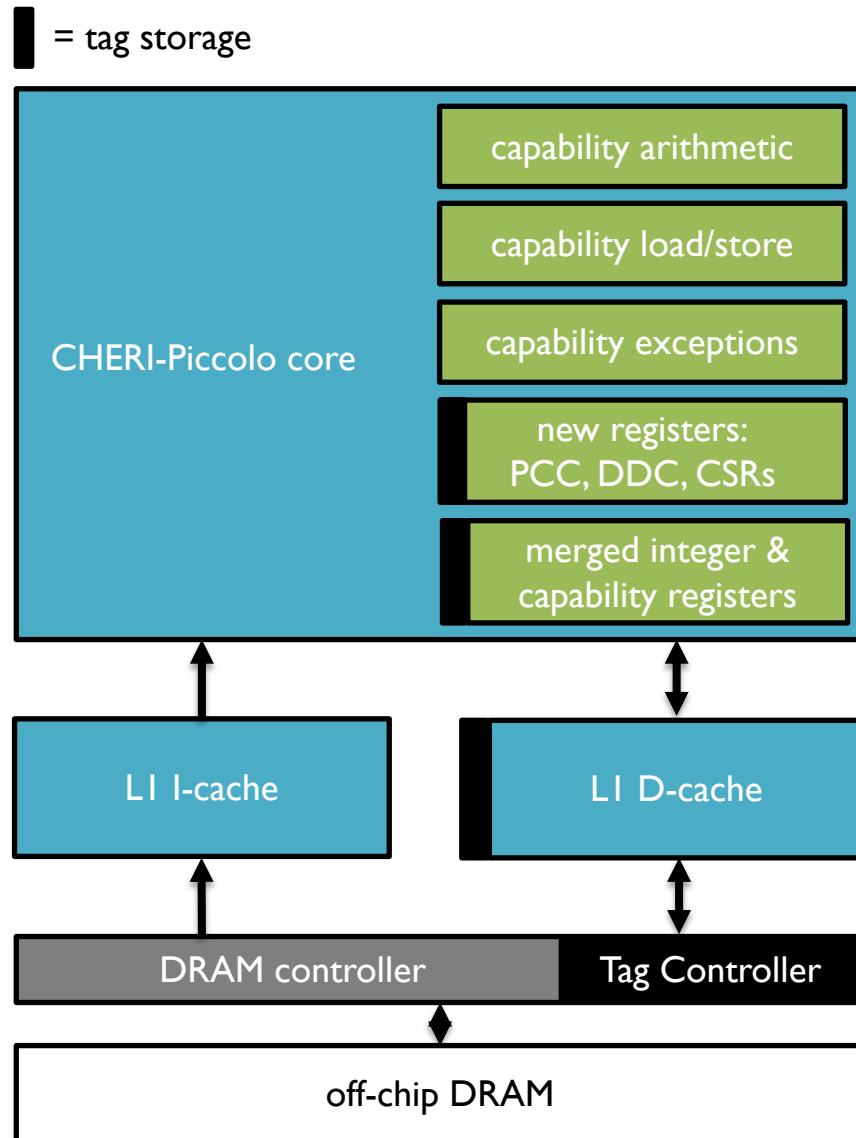 = tag storage
capability arithmetic
capability load/store
capability exceptions
CHERI-Piccolo core
new registers:
PCC, DDC, CSRs
merged integer &
capability registers
L1 I-cache
L1 D-cache
DRAM controller
Tag Controller
off-chip DRAM